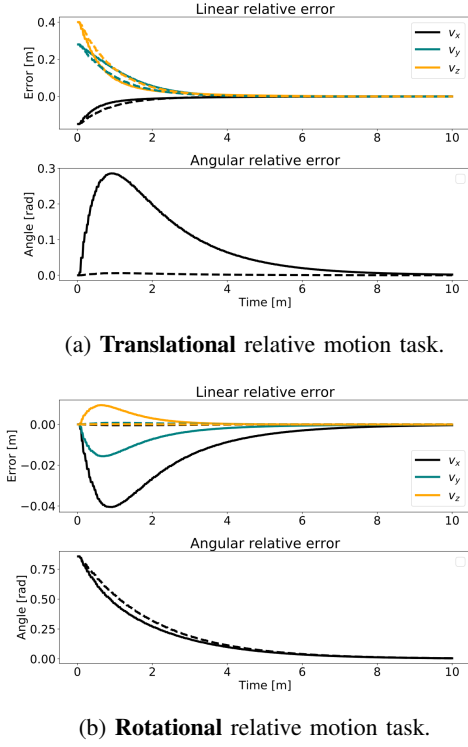 Linear relative error
0.4
0.2
0.0
Error [m]
v_x
v_y
v_z
0 2 4 6 8 10
Angular relative error
0.3
0.2
0.1
0.0
Angle [rad]
0 2 4 6 8 10
Time [m]
(a) Translational relative motion task.
Linear relative error
0.00
−0.02
−0.04
Error [m]
v_x
v_y
v_z
0 2 4 6 8 10
Angular relative error
0.75
0.50
0.25
0.00
Angle [rad]
0 2 4 6 8 10
Time [m]
(b) Rotational relative motion task.